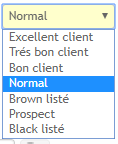 Normal
Excellent client
Trés bon client
Bon client
Normal
Brown listé
Prospect
Black listé